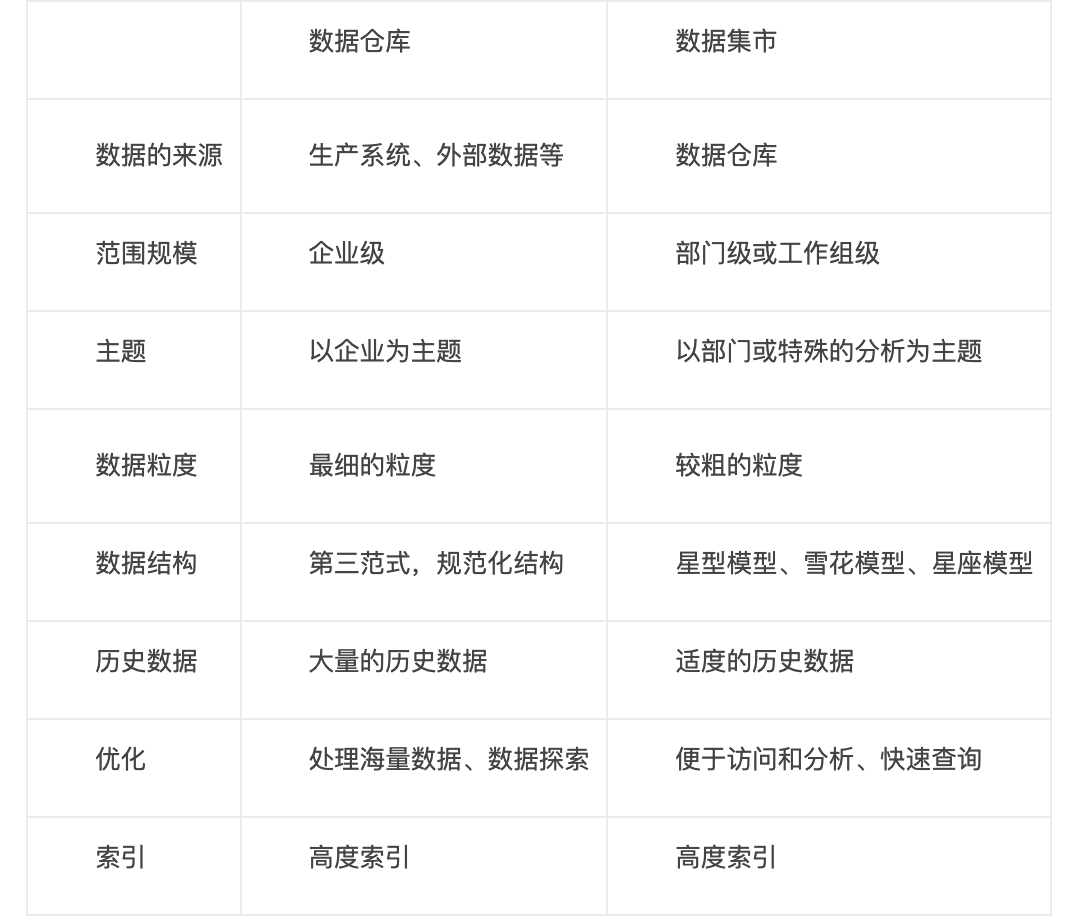 数据仓库 数据集市
数据的来源 生产系统、外部数据等 数据仓库
范围规模 企业级 部门级或工作组级
主题 以企业为主题 以部门或特殊的分析为主题
数据粒度 最细的粒度 较粗的粒度
数据结构 第三范式，规范化结构 星型模型、雪花模型、星座模型
历史数据 大量的历史数据 适度的历史数据
优化 处理海量数据、数据探索 便于访问和分析、快速查询
索引 高度索引 高度索引